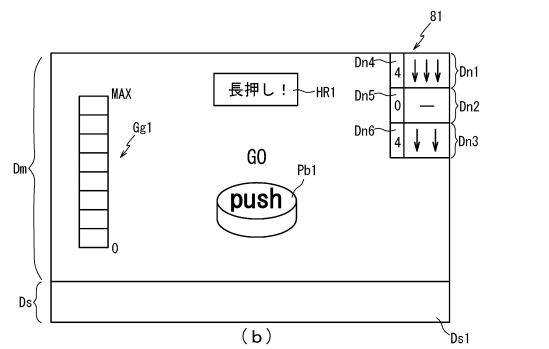 81
Dn4
4
Dn1
長押し！
HR1
MAX
Dn5
0
Dn2
Gg1
Dn6
4
Dn3
Dm
GO
Pb1
push
0
Ds
(b)
Ds1